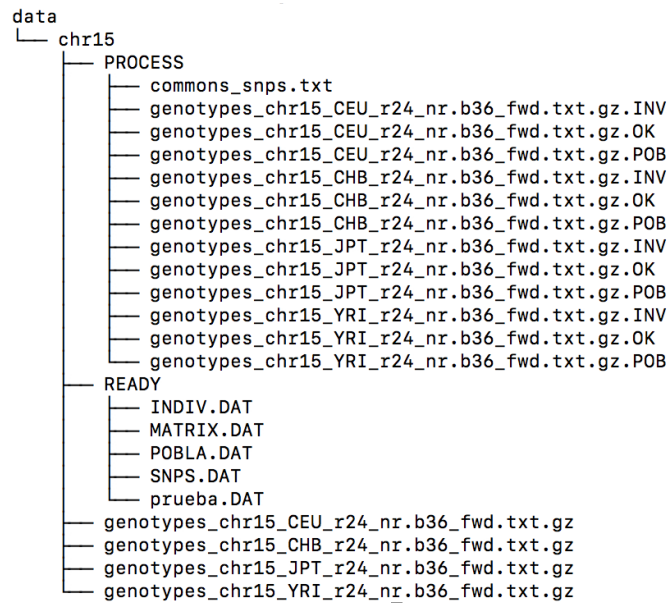 data
└── chr15
    ├── PROCESS
    │   ├── commons_snps.txt
    │   ├── genotypes_chr15_CEU_r24_nr.b36_fwd.txt.gz.INV
    │   ├── genotypes_chr15_CEU_r24_nr.b36_fwd.txt.gz.OK
    │   ├── genotypes_chr15_CEU_r24_nr.b36_fwd.txt.gz.POB
    │   ├── genotypes_chr15_CHB_r24_nr.b36_fwd.txt.gz.INV
    │   ├── genotypes_chr15_CHB_r24_nr.b36_fwd.txt.gz.OK
    │   ├── genotypes_chr15_CHB_r24_nr.b36_fwd.txt.gz.POB
    │   ├── genotypes_chr15_JPT_r24_nr.b36_fwd.txt.gz.INV
    │   ├── genotypes_chr15_JPT_r24_nr.b36_fwd.txt.gz.OK
    │   ├── genotypes_chr15_JPT_r24_nr.b36_fwd.txt.gz.POB
    │   ├── genotypes_chr15_YRI_r24_nr.b36_fwd.txt.gz.INV
    │   ├── genotypes_chr15_YRI_r24_nr.b36_fwd.txt.gz.OK
    │   └── genotypes_chr15_YRI_r24_nr.b36_fwd.txt.gz.POB
    ├── READY
    │   ├── INDIV.DAT
    │   ├── MATRIX.DAT
    │   ├── POBLA.DAT
    │   ├── SNPS.DAT
    │   └── prueba.DAT
    ├── genotypes_chr15_CEU_r24_nr.b36_fwd.txt.gz
    ├── genotypes_chr15_CHB_r24_nr.b36_fwd.txt.gz
    ├── genotypes_chr15_JPT_r24_nr.b36_fwd.txt.gz
    └── genotypes_chr15_YRI_r24_nr.b36_fwd.txt.gz